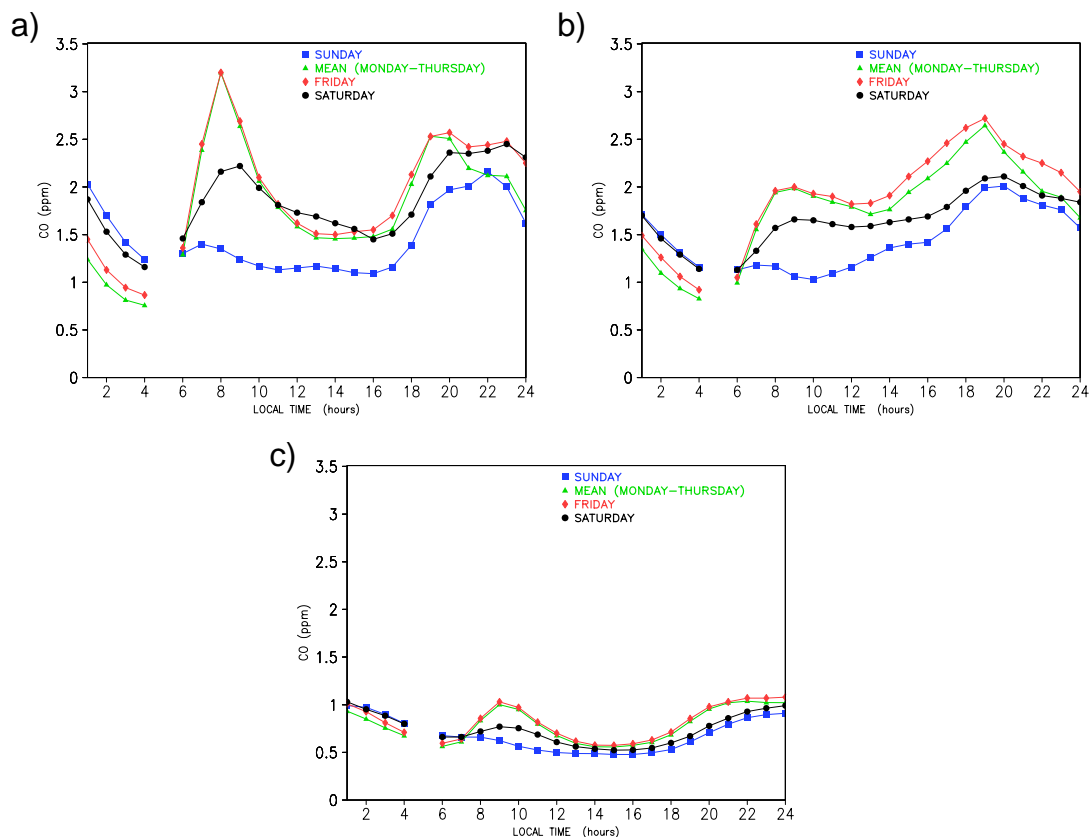 a)
3.5
3
2.5
2
1.5
1
0.5
0
CO (ppm)
SUNDAY
MEAN (MONDAY−THURSDAY)
FRIDAY
SATURDAY
2 4 6 8 10 12 14 16 18 20 22 24
LOCAL TIME (hours)
b)
3.5
3
2.5
2
1.5
1
0.5
0
CO (ppm)
SUNDAY
MEAN (MONDAY−THURSDAY)
FRIDAY
SATURDAY
2 4 6 8 10 12 14 16 18 20 22 24
LOCAL TIME (hours)
c)
3.5
3
2.5
2
1.5
1
0.5
0
CO (ppm)
SUNDAY
MEAN (MONDAY−THURSDAY)
FRIDAY
SATURDAY
2 4 6 8 10 12 14 16 18 20 22 24
LOCAL TIME (hours)